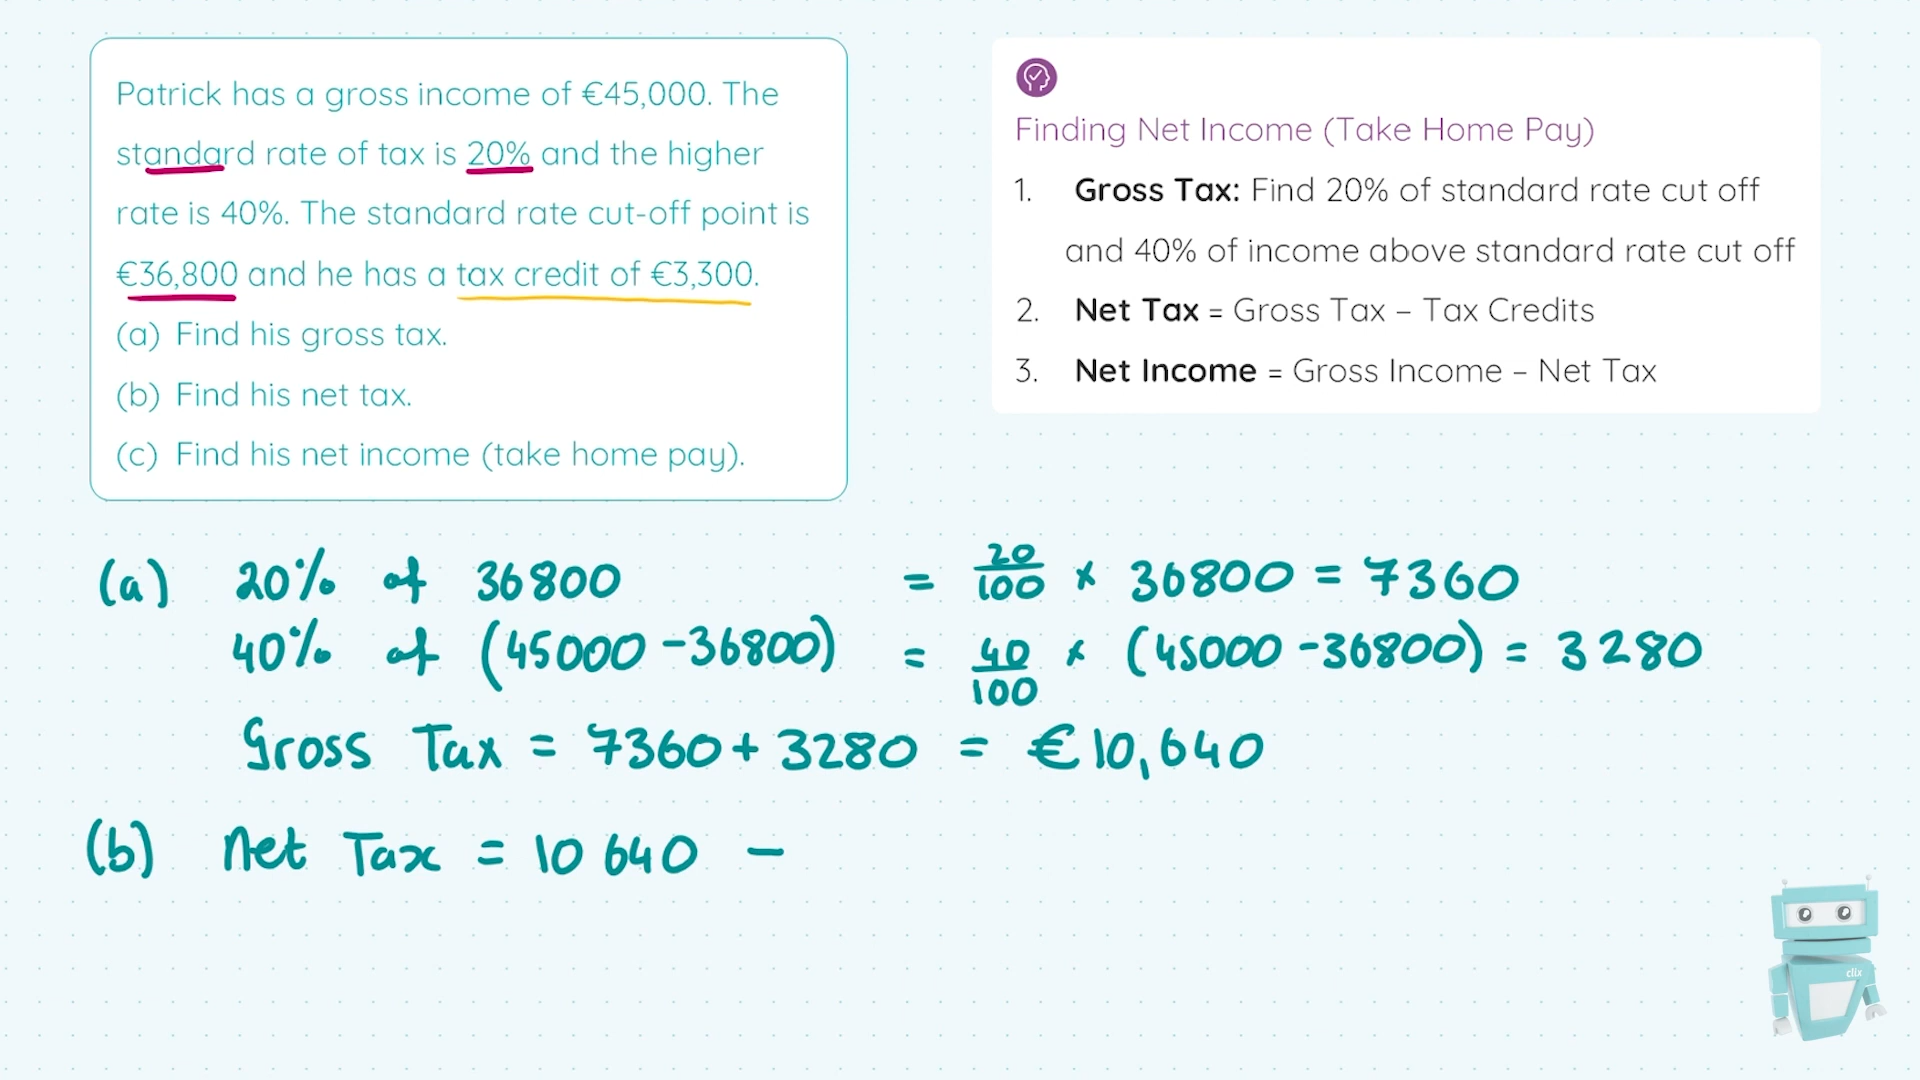 Patrick has a gross income of €45,000. The
standard rate of tax is 20% and the higher
rate is 40%. The standard rate cut-off point is
€36,800 and he has a tax credit of €3,300.
(a) Find his gross tax.
(b) Find his net tax.
(c) Find his net income (take home pay).
Finding Net Income (Take Home Pay)
1. Gross Tax: Find 20% of standard rate cut off
and 40% of income above standard rate cut off
2. Net Tax = Gross Tax – Tax Credits
3. Net Income = Gross Income – Net Tax
(a) 20% of 36800 = 20/100 × 36800 = 7360
40% of (45000 - 36800) = 40/100 × (45000 - 36800) = 3280
Gross Tax = 7360 + 3280 = €10,640
(b) Net Tax = 10 640 -
clix